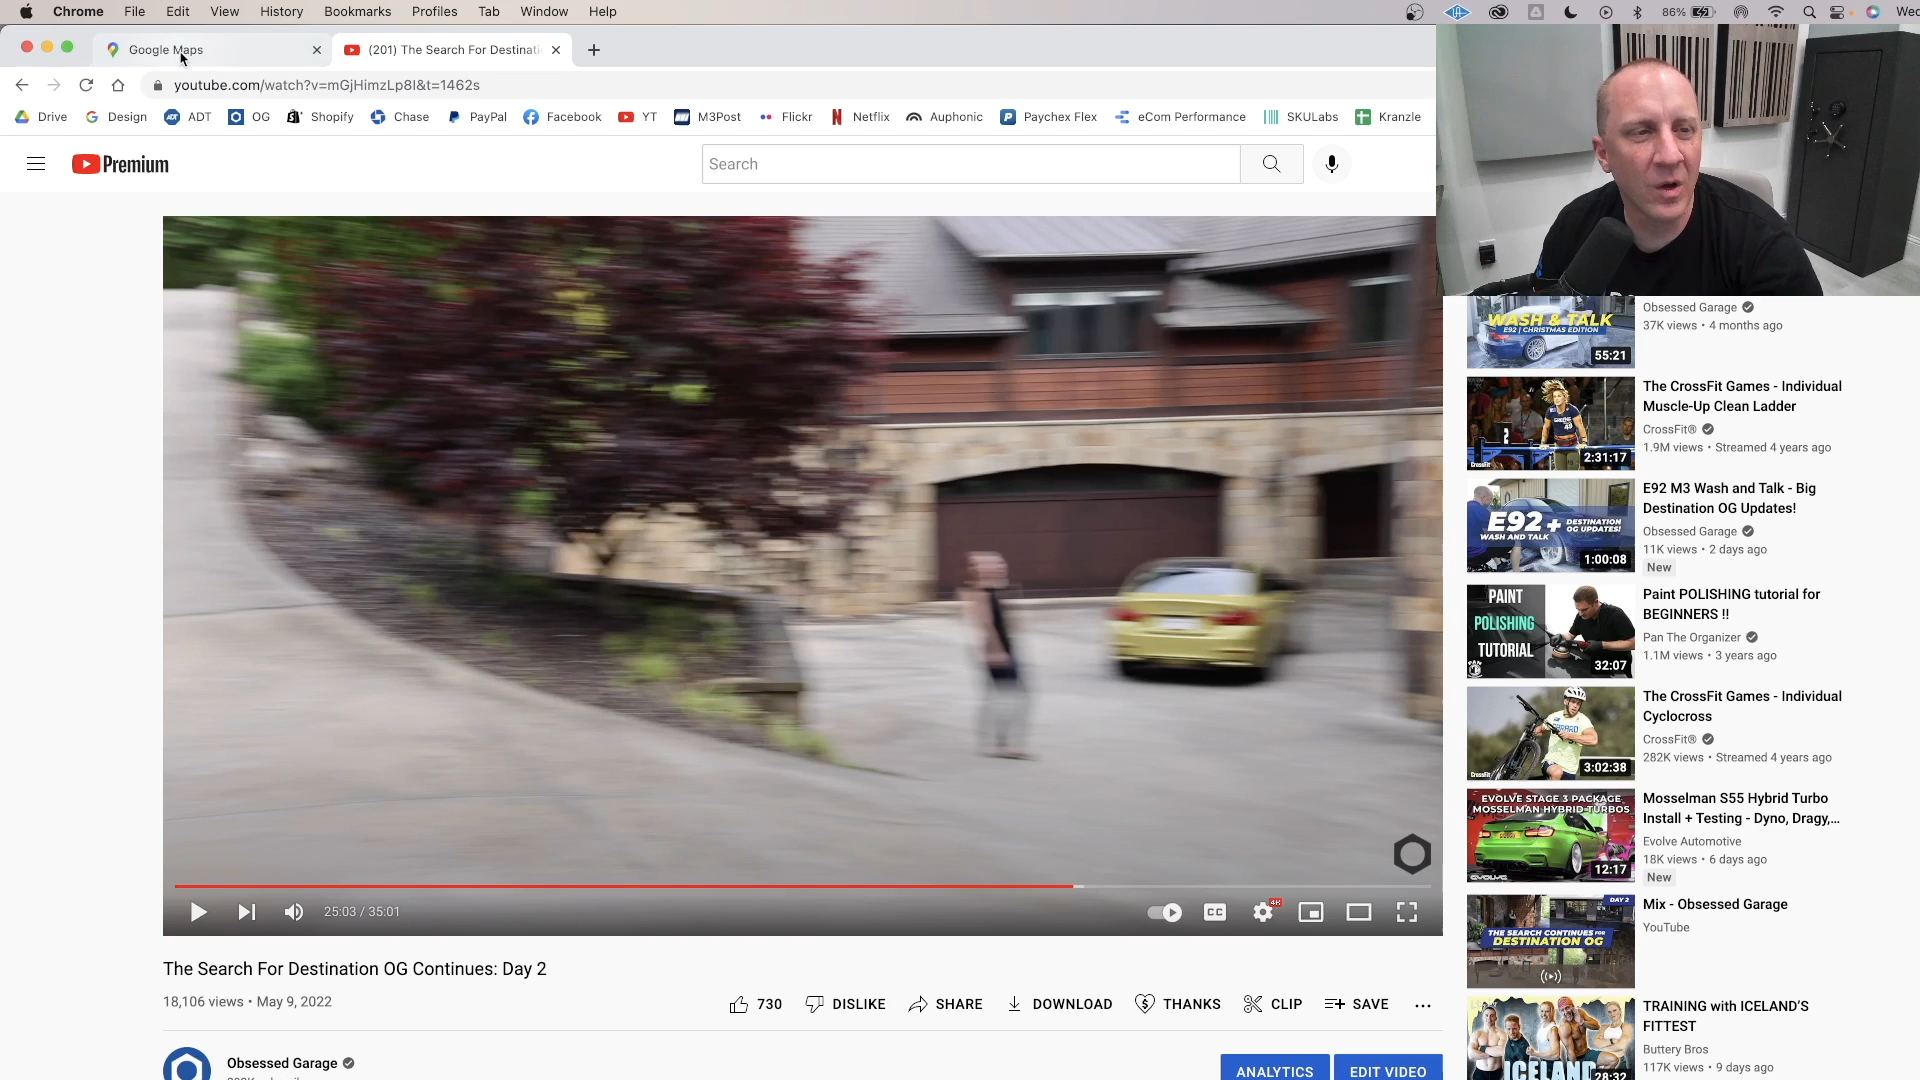 Chrome File Edit View History Bookmarks Profiles Tab Window Help
86%
Wed
Google Maps
(201) The Search For Destinati
youtube.com/watch?v=mGjHimzLp8I&t=1462s
Drive Design ADT OG Shopify Chase PayPal Facebook YT M3Post Flickr Netflix Auphonic Paychex Flex eCom Performance SKULabs Kranzle
Premium
Search
25:03 / 35:01
CC
4K
The Search For Destination OG Continues: Day 2
18,106 views • May 9, 2022
730 DISLIKE SHARE DOWNLOAD THANKS CLIP SAVE
Obsessed Garage
ANALYTICS EDIT VIDEO
WASH & TALK
E92 | CHRISTMAS EDITION
55:21
Obsessed Garage
37K views • 4 months ago
2:31:17
The CrossFit Games - Individual
Muscle-Up Clean Ladder
CrossFit®
1.9M views • Streamed 4 years ago
E92 + DESTINATION
OG UPDATES!
WASH AND TALK
1:00:08
E92 M3 Wash and Talk - Big
Destination OG Updates!
Obsessed Garage
11K views • 2 days ago
New
PAINT
POLISHING
TUTORIAL
32:07
Paint POLISHING tutorial for
BEGINNERS !!
Pan The Organizer
1.1M views • 3 years ago
3:02:38
The CrossFit Games - Individual
Cyclocross
CrossFit®
282K views • Streamed 4 years ago
EVOLVE STAGE 3 PACKAGE
MOSSELMAN HYBRID TURBOS
12:17
Mosselman S55 Hybrid Turbo
Install + Testing - Dyno, Dragy,...
Evolve Automotive
18K views • 6 days ago
New
DAY 2
THE SEARCH CONTINUES FOR
DESTINATION OG
Mix - Obsessed Garage
YouTube
ICELAND
28:32
TRAINING with ICELAND'S
FITTEST
Buttery Bros
117K views • 9 days ago